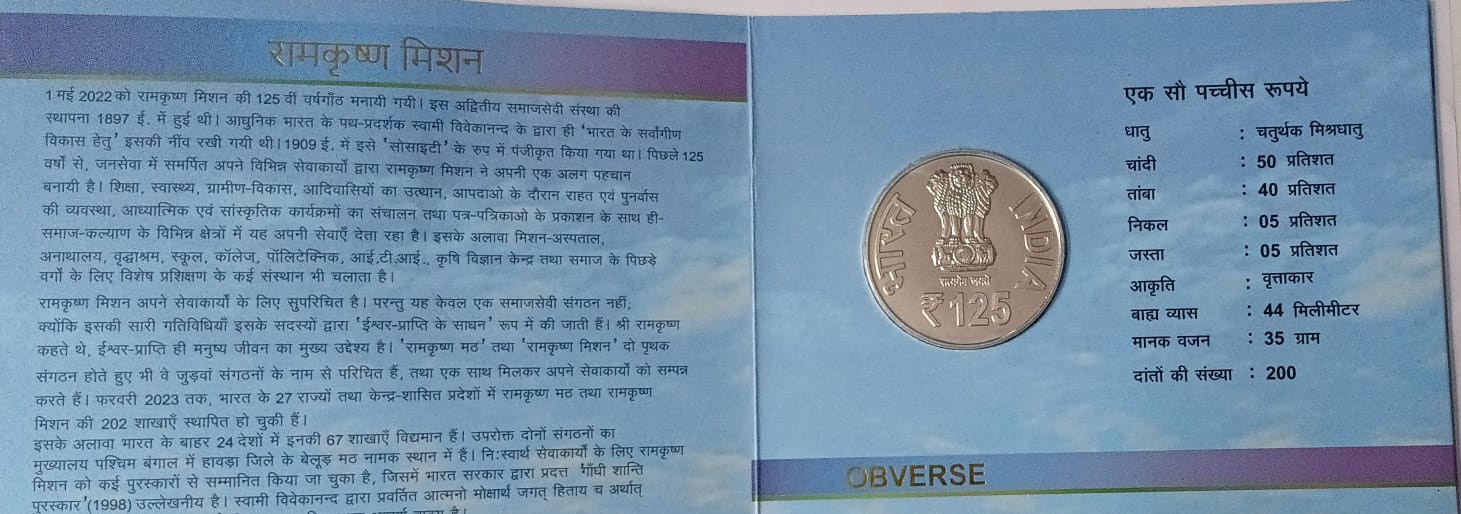 रामकृष्ण मिशन
1 मई 2022 को रामकृष्ण मिशन की 125 वीं वर्षगाँठ मनायी गयी। इस अद्वितीय समाजसेवी संस्था की
स्थापना 1897 ई. में हुई थी। आधुनिक भारत के पथ-प्रदर्शक स्वामी विवेकानन्द के द्वारा ही 'भारत के सर्वांगीण
विकास हेतु' इसकी नींव रखी गयी थी। 1909 ई. में इसे 'सोसाइटी' के रुप में पंजीकृत किया गया था। पिछले 125
वर्षों से, जनसेवा में समर्पित अपने विभिन्न सेवाकार्यों द्वारा रामकृष्ण मिशन ने अपनी एक अलग पहचान
बनायी है। शिक्षा, स्वास्थ्य, ग्रामीण-विकास, आदिवासियों का उत्थान, आपदाओ के दौरान राहत एवं पुनर्वास
की व्यवस्था, आध्यात्मिक एवं सांस्कृतिक कार्यक्रमों का संचालन तथा पत्र-पत्रिकाओ के प्रकाशन के साथ ही-
समाज-कल्याण के विभिन्न क्षेत्रों में यह अपनी सेवाएँ देता रहा है। इसके अलावा मिशन-अस्पताल,
अनाथालय, वृद्धाश्रम, स्कूल, कॉलेज, पॉलिटेक्निक, आई.टी.आई., कृषि विज्ञान केन्द्र तथा समाज के पिछड़े
वर्गों के लिए विशेष प्रशिक्षण के कई संस्थान भी चलाता है।
रामकृष्ण मिशन अपने सेवाकार्यो के लिए सुपरिचित है। परन्तु यह केवल एक समाजसेवी संगठन नहीं;
क्योंकि इसकी सारी गतिविधियाँ इसके सदस्यों द्वारा 'ईश्वर-प्राप्ति के साधन' रूप में की जाती हैं। श्री रामकृष्ण
कहते थे, ईश्वर-प्राप्ति ही मनुष्य जीवन का मुख्य उद्देश्य है। 'रामकृष्ण मठ' तथा 'रामकृष्ण मिशन' दो पृथक
संगठन होते हुए भी वे जुड़वां संगठनों के नाम से परिचित हैं, तथा एक साथ मिलकर अपने सेवाकार्यों को सम्पन्न
करते हैं। फरवरी 2023 तक, भारत के 27 राज्यों तथा केन्द्र-शासित प्रदेशों में रामकृष्ण मठ तथा रामकृष्ण
मिशन की 202 शाखाएँ स्थापित हो चुकी हैं।
इसके अलावा भारत के बाहर 24 देशों में इनकी 67 शाखाएँ विद्यमान हैं। उपरोक्त दोनों संगठनों का
मुख्यालय पश्चिम बंगाल में हावड़ा जिले के बेलूड़ मठ नामक स्थान में हैं। नि:स्वार्थ सेवाकार्यों के लिए रामकृष्ण
मिशन को कई पुरस्कारों से सम्मानित किया जा चुका है, जिसमें भारत सरकार द्वारा प्रदत्त 'गाँधी शान्ति
पुरस्कार' (1998) उल्लेखनीय है। स्वामी विवेकानन्द द्वारा प्रवर्तित आत्मनो मोक्षार्थं जगत् हिताय च अर्थात्
भारत
INDIA
सत्यमेव जयते
₹125
एक सौ पच्चीस रूपये
धातु : चतुर्थक मिश्रधातु
चांदी : 50 प्रतिशत
तांबा : 40 प्रतिशत
निकल : 05 प्रतिशत
जस्ता : 05 प्रतिशत
आकृति : वृत्ताकार
बाह्य व्यास : 44 मिलीमीटर
मानक वजन : 35 ग्राम
दांतों की संख्या : 200
OBVERSE